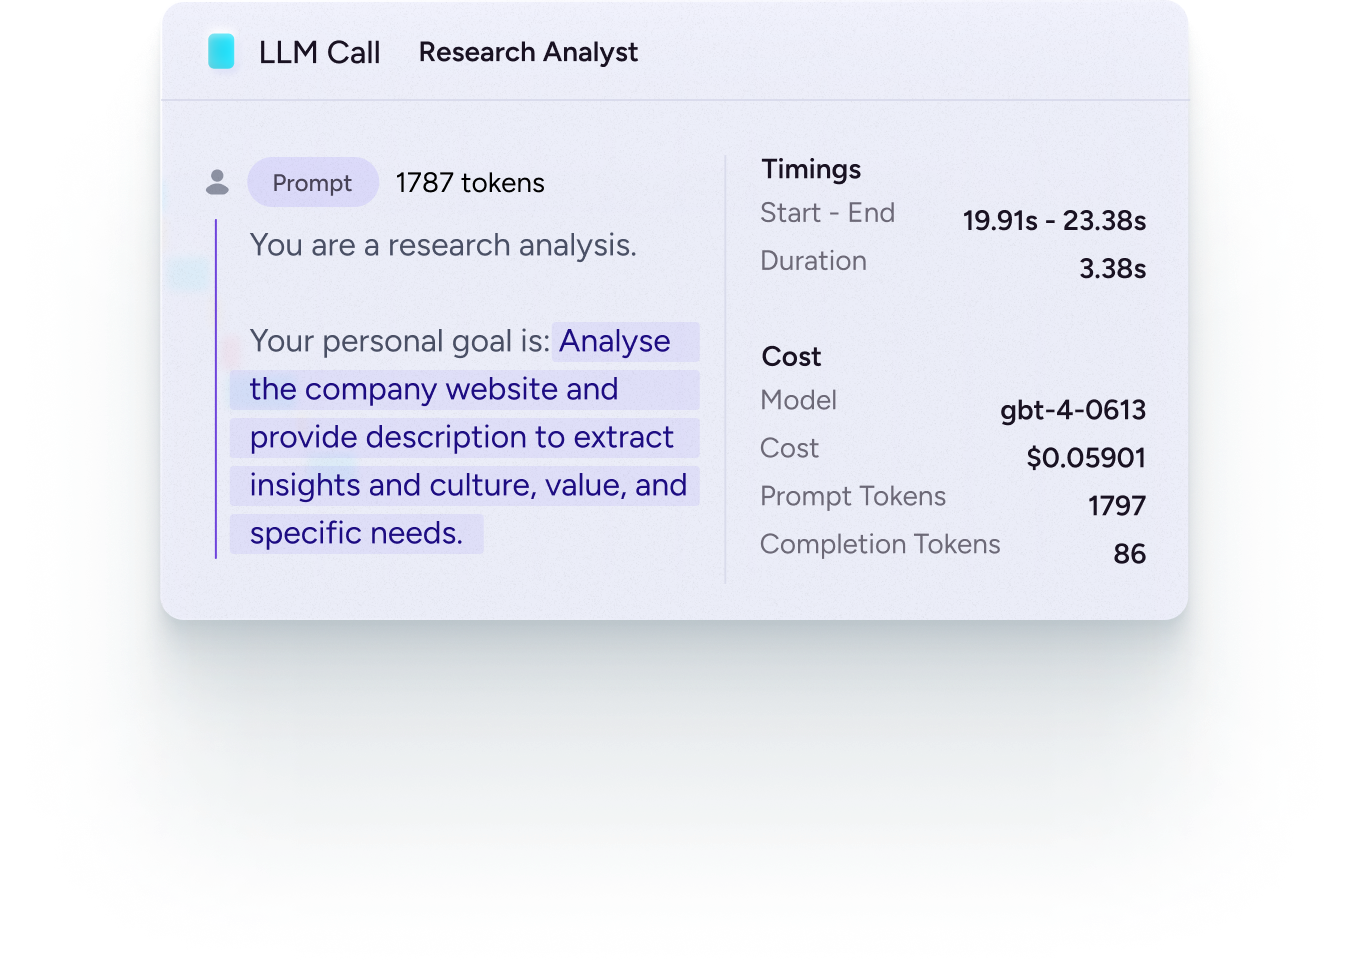 LLM Call Research Analyst
Prompt 1787 tokens
You are a research analysis.
Your personal goal is: Analyse
the company website and
provide description to extract
insights and culture, value, and
specific needs.
Timings
Start - End 19.91s - 23.38s
Duration 3.38s
Cost
Model gbt-4-0613
Cost $0.05901
Prompt Tokens 1797
Completion Tokens 86